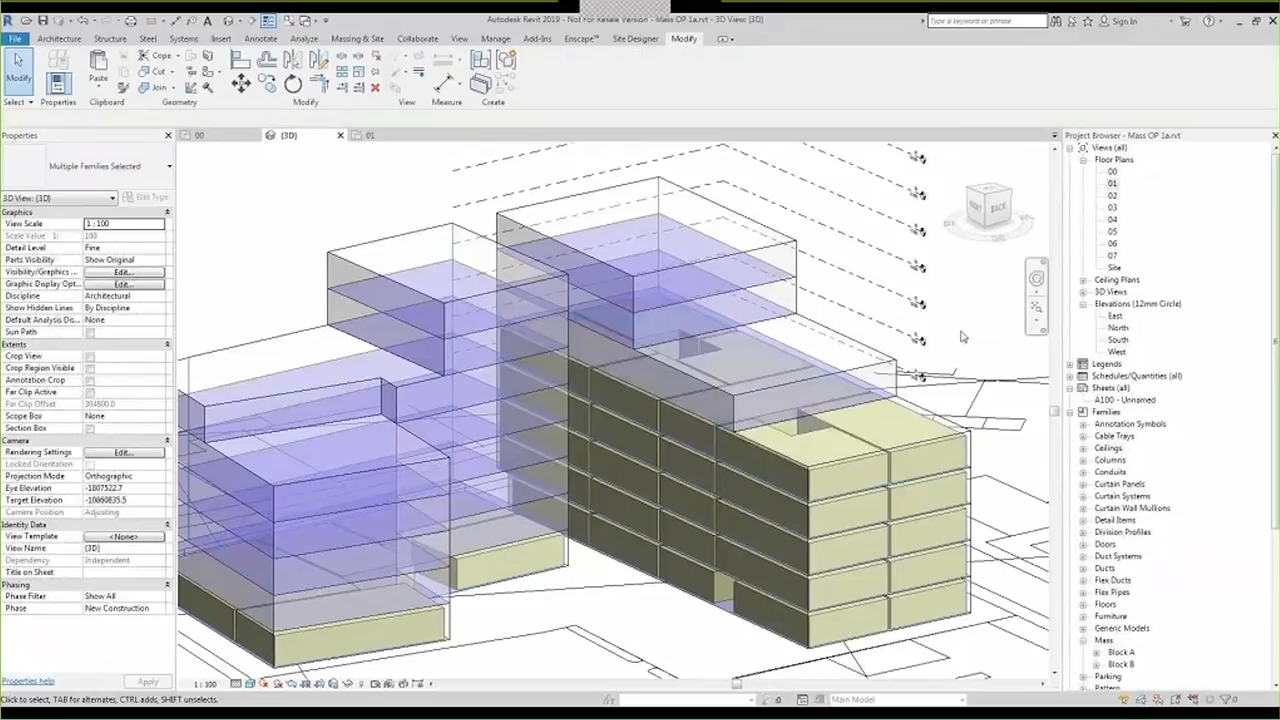 Autodesk Revit 2019 - Not For Resale Version - Mass OP 1a.rvt - 3D View: {3D}
Type a keyword or phrase
Sign In
File Architecture Structure Steel Systems Insert Annotate Analyze Massing & Site Collaborate View Manage Add-Ins Enscape™ Site Designer Modify
Modify
Paste
Cope
Cut
Join
Select Properties Clipboard Geometry Modify View Measure Create
Properties
00
{3D}
01
Project Browser - Mass OP 1a.rvt
Multiple Families Selected
3D View: {3D}
Edit Type
Graphics
View Scale 1 : 100
Scale Value 1: 100
Detail Level Fine
Parts Visibility Show Original
Visibility/Graphics ... Edit...
Graphic Display Opt... Edit...
Discipline Architectural
Show Hidden Lines By Discipline
Default Analysis Dis... None
Sun Path
Extents
Crop View
Crop Region Visible
Annotation Crop
Far Clip Active
Far Clip Offset 304800.0
Scope Box None
Section Box
Camera
Rendering Settings Edit...
Locked Orientation
Projection Mode Orthographic
Eye Elevation -1807522.7
Target Elevation -10860835.5
Camera Position Adjusting
Identity Data
View Template <None>
View Name {3D}
Dependency Independent
Title on Sheet
Phasing
Phase Filter Show All
Phase New Construction
Properties help
Apply
BACK
Views (all)
Floor Plans
00
01
02
03
04
05
06
07
Site
Ceiling Plans
3D Views
Elevations (12mm Circle)
East
North
South
West
Legends
Schedules/Quantities (all)
Sheets (all)
A100 - Unnamed
Families
Annotation Symbols
Cable Trays
Ceilings
Columns
Conduits
Curtain Panels
Curtain Systems
Curtain Wall Mullions
Detail Items
Division Profiles
Doors
Duct Systems
Ducts
Flex Ducts
Flex Pipes
Floors
Furniture
Generic Models
Mass
Block A
Block B
Parking
Pattern
1 : 100
Click to select, TAB for alternates, CTRL adds, SHIFT unselects.
:0
Main Model
:0